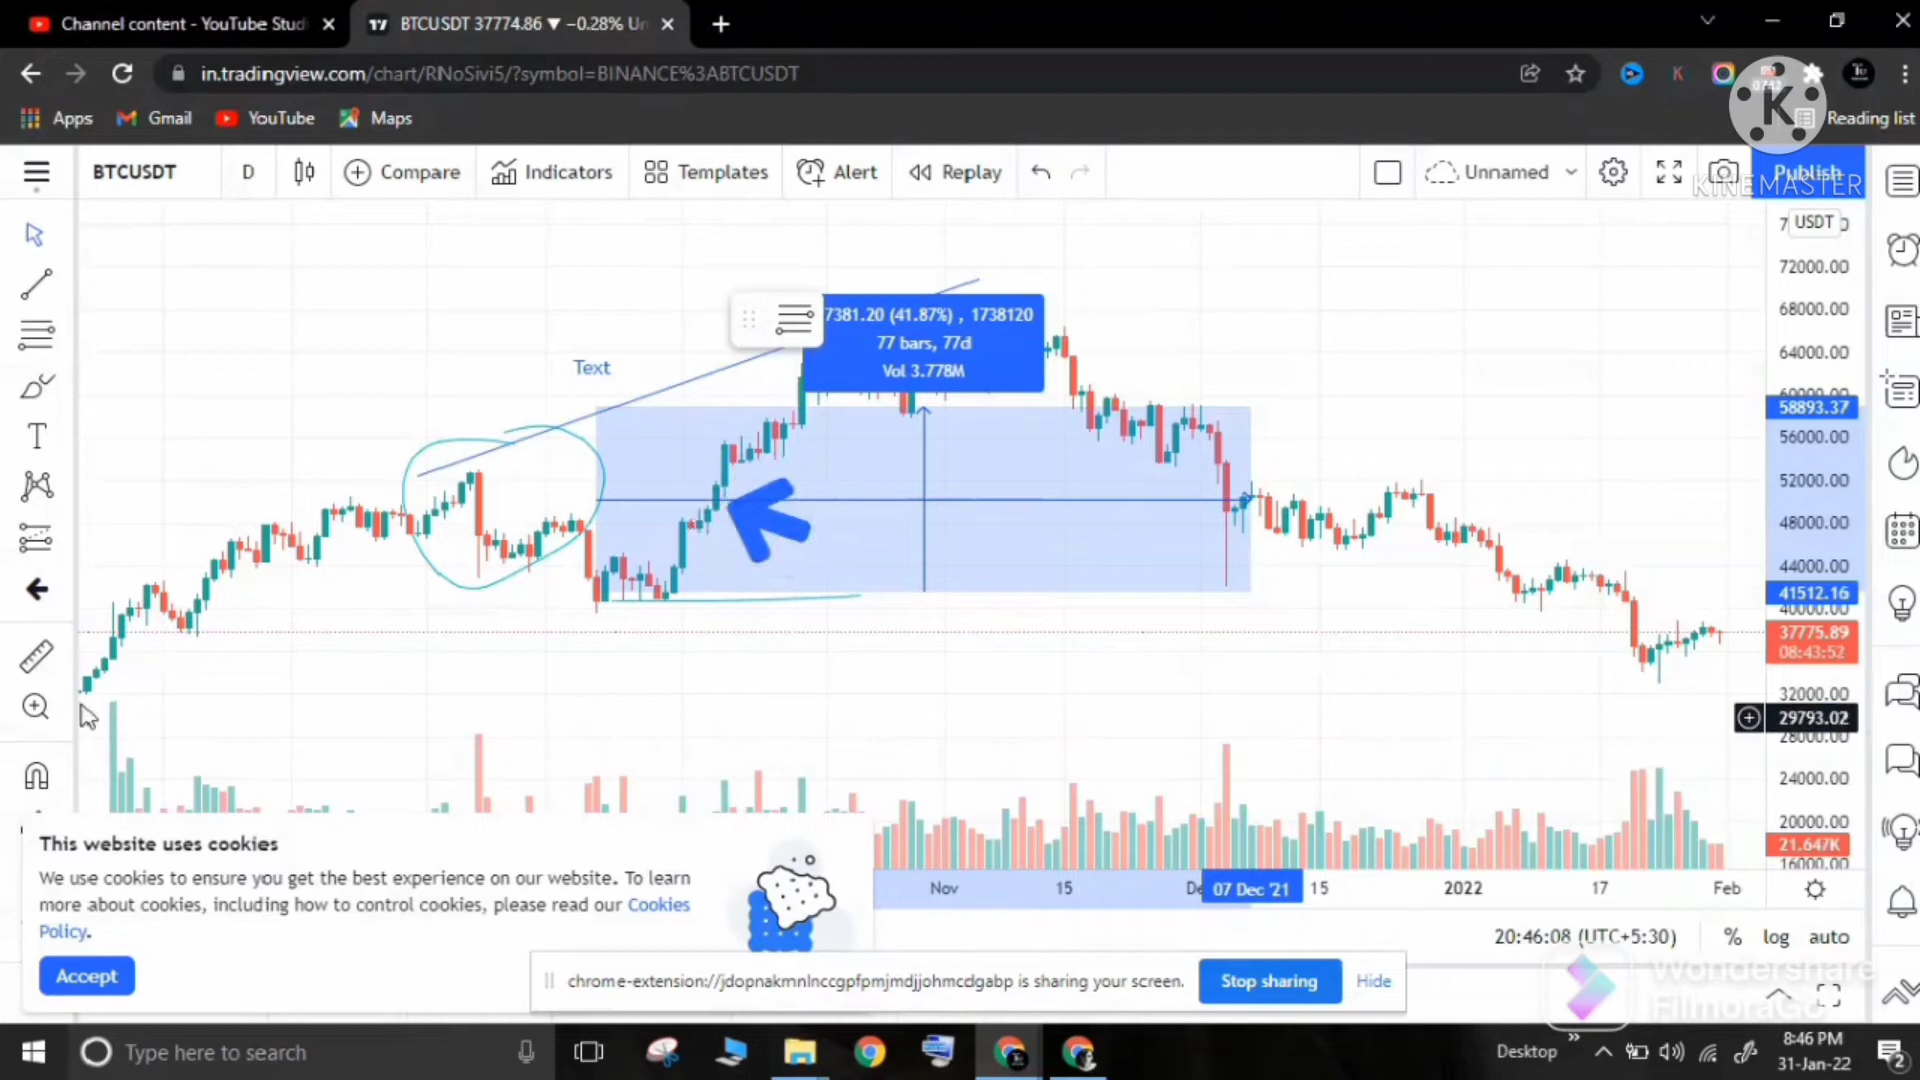 Channel content - YouTube Stud
BTCUSDT 37774.86 ▼ −0.28% Un
in.tradingview.com/chart/RlNoSivi5/?symbol=BINANCE%3ABTCUSDT
Apps
Gmail
YouTube
Maps
Reading list
K
BTCUSDT
D
Compare
Indicators
Templates
Alert
Replay
Unnamed
Publish
KINEMASTER
USDT
72000.00
68000.00
64000.00
60000.00
58893.37
56000.00
52000.00
48000.00
44000.00
41512.16
40000.00
37775.89
08:43:52
32000.00
29793.02
28000.00
24000.00
20000.00
21.647K
16000.00
7381.20 (41.87%) , 1738120
77 bars, 77d
Vol 3.778M
Text
Nov
15
De
07 Dec '21
15
2022
17
Feb
20:46:08 (UTC+5:30)
%
log
auto
This website uses cookies
We use cookies to ensure you get the best experience on our website. To learn
more about cookies, including how to control cookies, please read our Cookies
Policy.
Accept
chrome-extension://jdopnakmnlnccgpfpmjmdjjohmcdgabp is sharing your screen.
Stop sharing
Hide
Wondershare
FilmoraGo
Type here to search
Desktop
8:46 PM
31-Jan-22
2